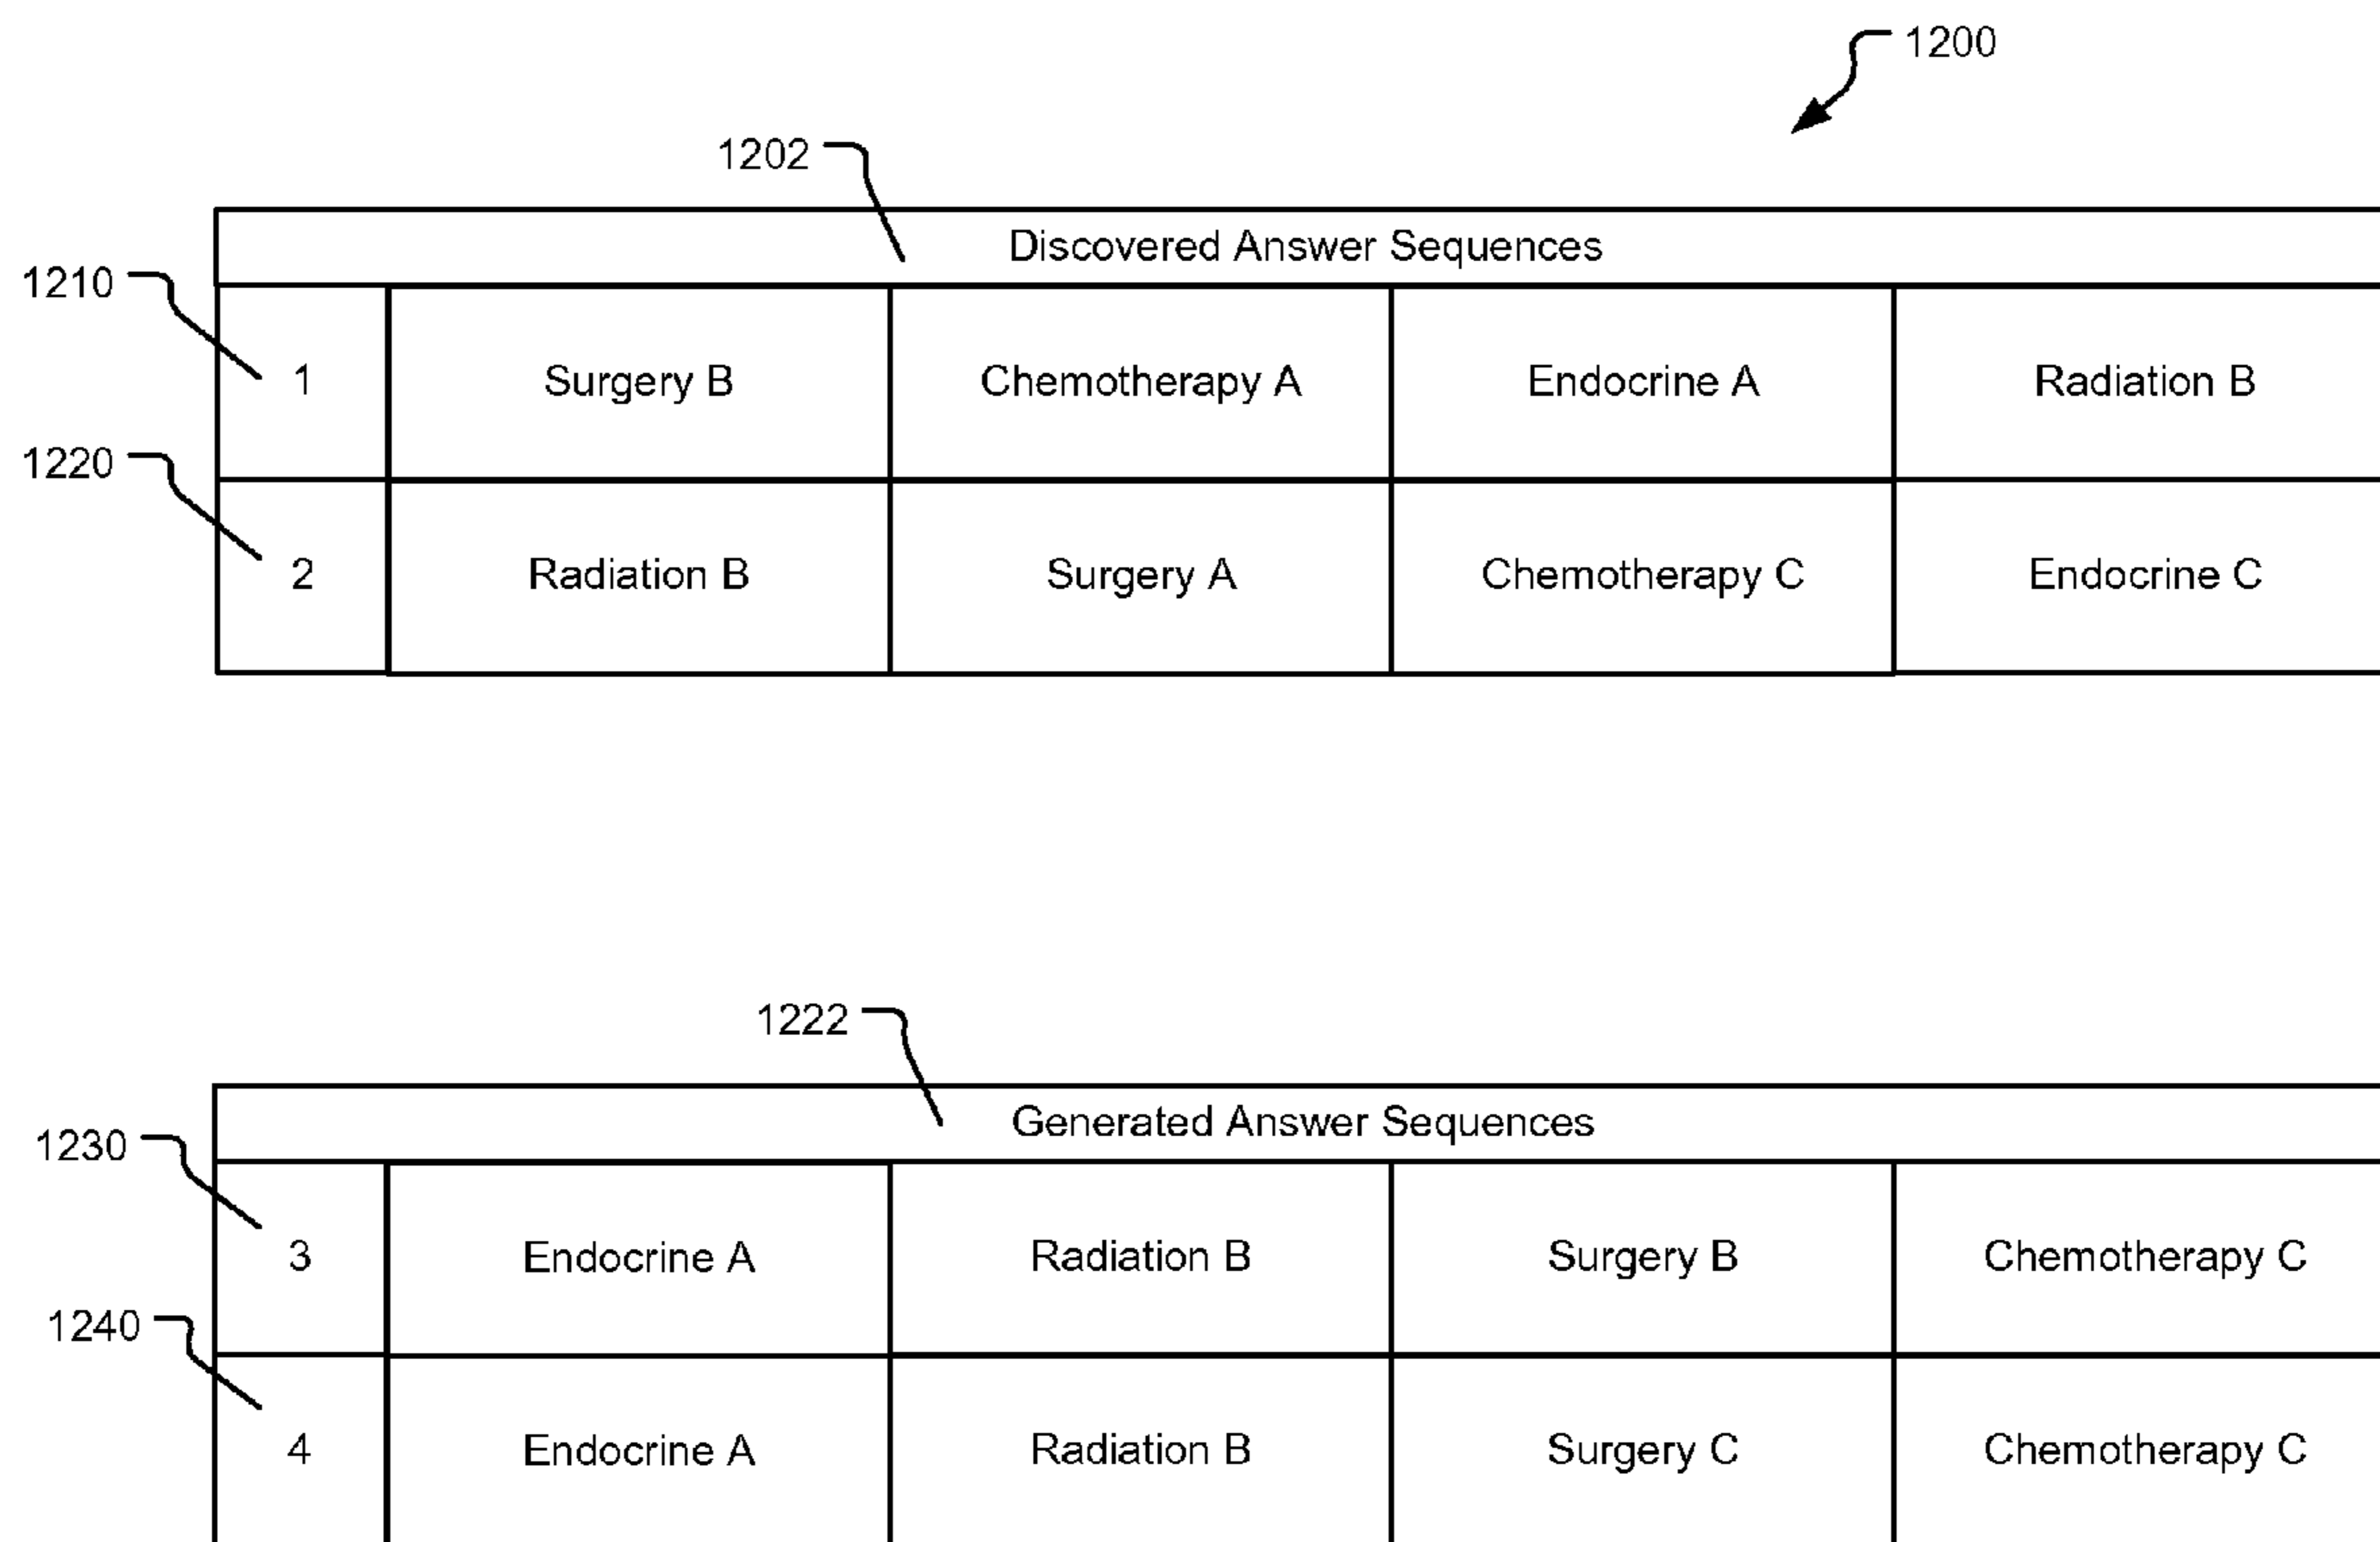 1200
1202
Discovered Answer Sequences
1210
1 Surgery B Chemotherapy A Endocrine A Radiation B
1220
2 Radiation B Surgery A Chemotherapy C Endocrine C
1222
Generated Answer Sequences
1230
3 Endocrine A Radiation B Surgery B Chemotherapy C
1240
4 Endocrine A Radiation B Surgery C Chemotherapy C